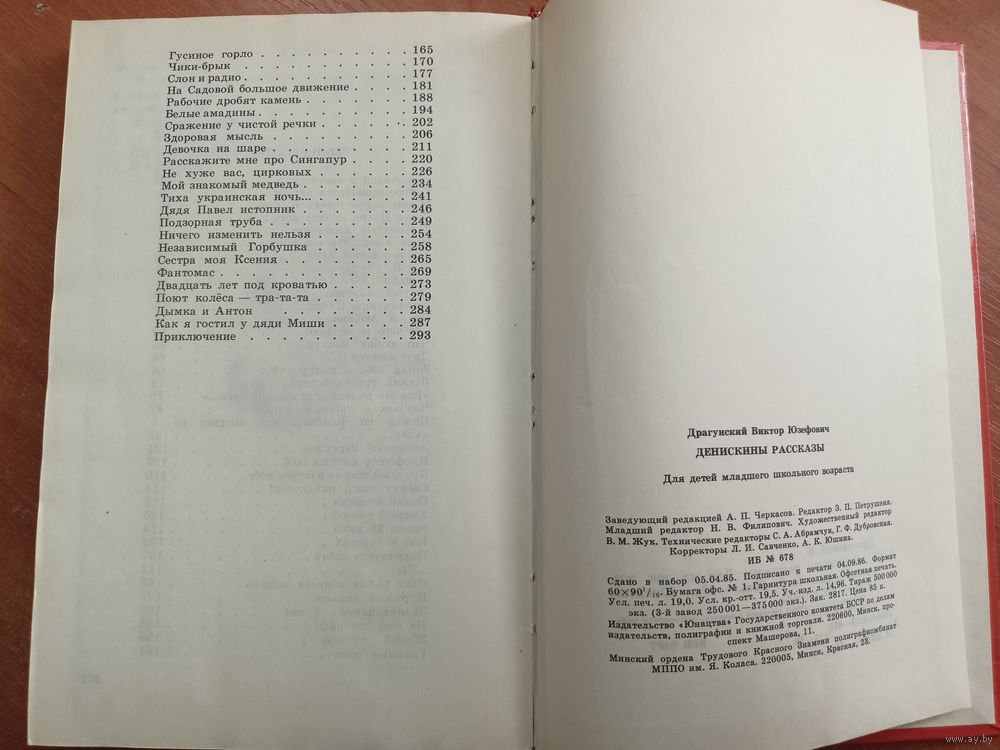 Гусиное горло . . . . . . . . . 165
Чики-брык . . . . . . . . . . 170
Слон и радио . . . . . . . . . . 177
На Садовой большое движение . . . . 181
Рабочие дробят камень . . . . . . . 188
Белые амадины . . . . . . . . . . 194
Сражение у чистой речки . . . . . . 202
Здоровая мысль . . . . . . . . . 206
Девочка на шаре . . . . . . . . . 211
Расскажите мне про Сингапур . . . . 220
Не хуже вас, цирковых . . . . . . 226
Мой знакомый медведь . . . . . . . 234
Тиха украинская ночь... . . . . . . 241
Дядя Павел истопник . . . . . . . 246
Подзорная труба . . . . . . . . . 249
Ничего изменить нельзя . . . . . . 254
Независимый Горбушка . . . . . . 258
Сестра моя Ксения . . . . . . . . 265
Фантомас . . . . . . . . . . . . 269
Двадцать лет под кроватью . . . . . 273
Поют колёса — тра-та-та . . . . . . 279
Дымка и Антон . . . . . . . . 284
Как я гостил у дяди Миши . . . . . 287
Приключение . . . . . . . . . . 293
Драгунский Виктор Юзефович
ДЕНИСКИНЫ РАССКАЗЫ
Для детей младшего школьного возраста
Заведующий редакцией А. П. Черкасов. Редактор З. П. Петрушеня.
Младший редактор Н. В. Филипович. Художественный редактор
В. М. Жук. Технические редакторы С. А. Абрамчук, Г. Ф. Дубровская.
Корректоры Л. И. Савченко, А. К. Юшина.
ИБ № 678
Сдано в набор 05.04.85. Подписано к печати 04.09.86. Формат
60×90¹/₁₆. Бумага офс. № 1. Гарнитура школьная. Офсетная печать.
Усл. печ. л. 19,0. Усл. кр.-отт. 19,5. Уч.-изд. л. 14,96. Тираж 500 000
экз. (3-й завод 250 001—375 000 экз.). Зак. 2817. Цена 85 к.
Издательство «Юнацтва» Государственного комитета БССР по делам
издательств, полиграфии и книжной торговли. 220600, Минск, про-
спект Машерова, 11.
Минский ордена Трудового Красного Знамени полиграфкомбинат
МППО им. Я. Коласа. 220005, Минск, Красная, 23.
www.ay.by